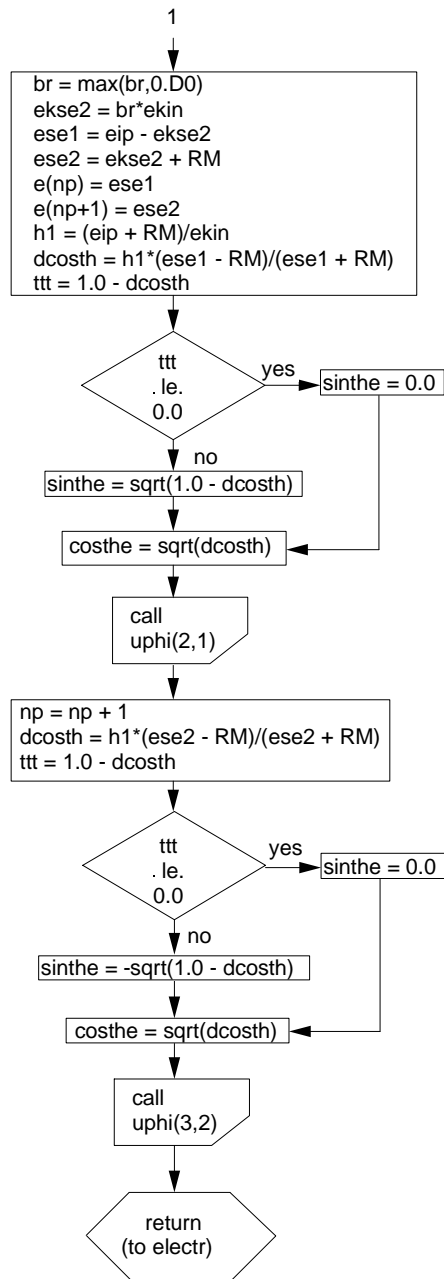 1
br = max(br,0.D0)
ekse2 = br*ekin
ese1 = eip - ekse2
ese2 = ekse2 + RM
e(np) = ese1
e(np+1) = ese2
h1 = (eip + RM)/ekin
dcosth = h1*(ese1 - RM)/(ese1 + RM)
ttt = 1.0 - dcosth
ttt
. le.
0.0
yes
sinthe = 0.0
no
sinthe = sqrt(1.0 - dcosth)
costhe = sqrt(dcosth)
call
uphi(2,1)
np = np + 1
dcosth = h1*(ese2 - RM)/(ese2 + RM)
ttt = 1.0 - dcosth
ttt
. le.
0.0
yes
sinthe = 0.0
no
sinthe = -sqrt(1.0 - dcosth)
costhe = sqrt(dcosth)
call
uphi(3,2)
return
(to electr)